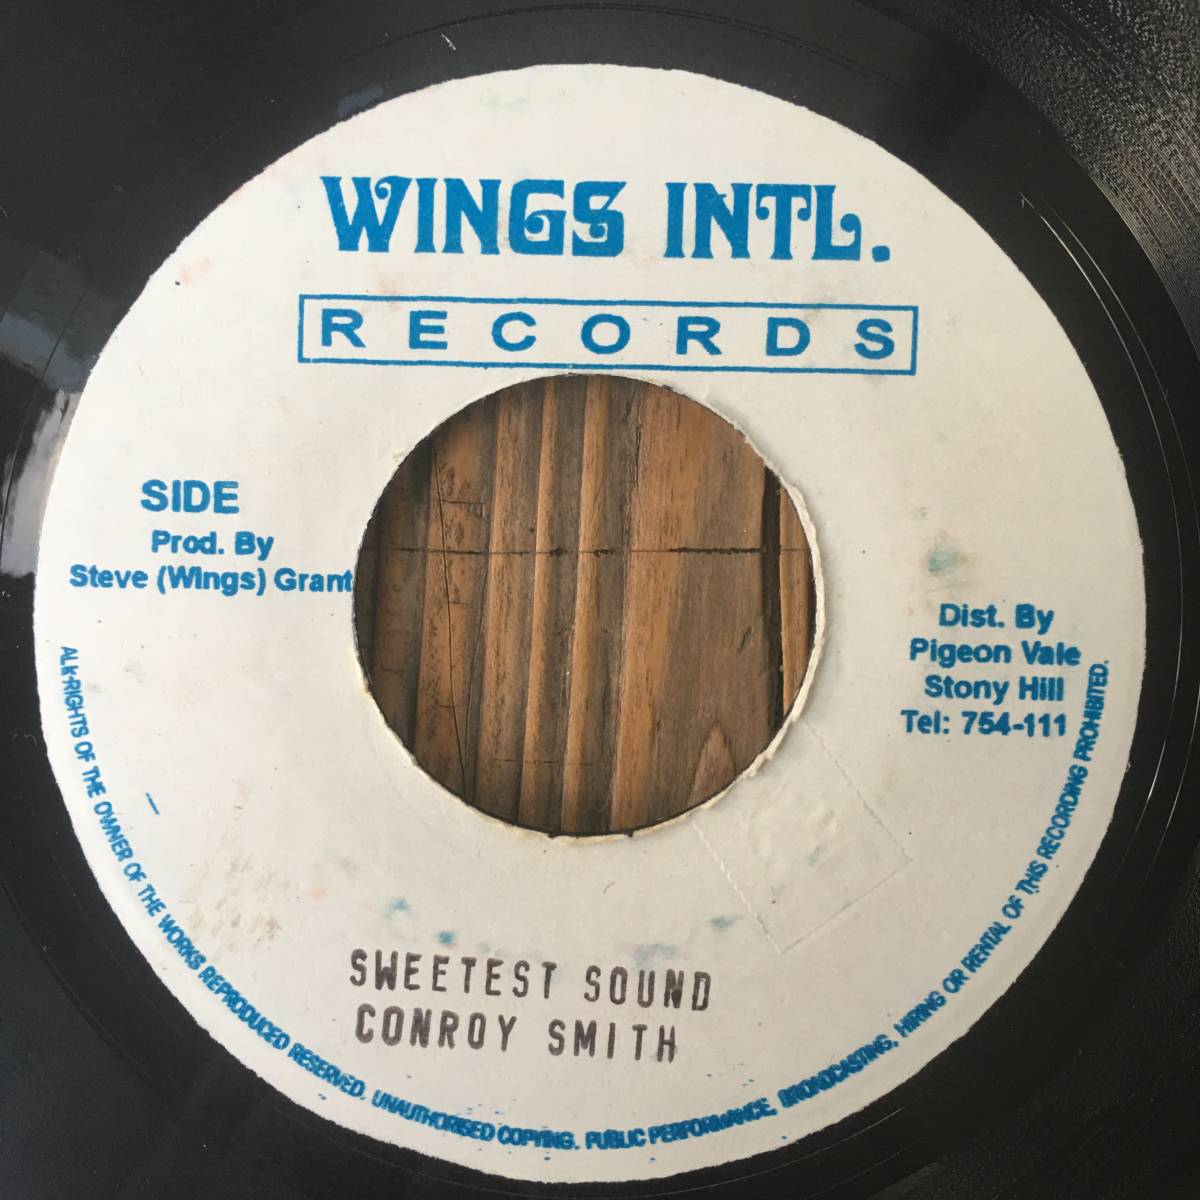 WINGS INTL.
RECORDS
SIDE
Prod. By
Steve (WIngs) Grant
Dist. By
Pigeon Vale
Stony Hill
Tel: 754-111
SWEETEST SOUND
CONROY SMITH
ALL RIGHTS OF THE OWNER OF THE WORKS REPRODUCED RESERVED. UNAUTHORISED COPYING. PUBLIC PERFORMANCE. BRONDCASTING, HIRING OR RENTAL OF THIS RECORDING PROHIBITED.